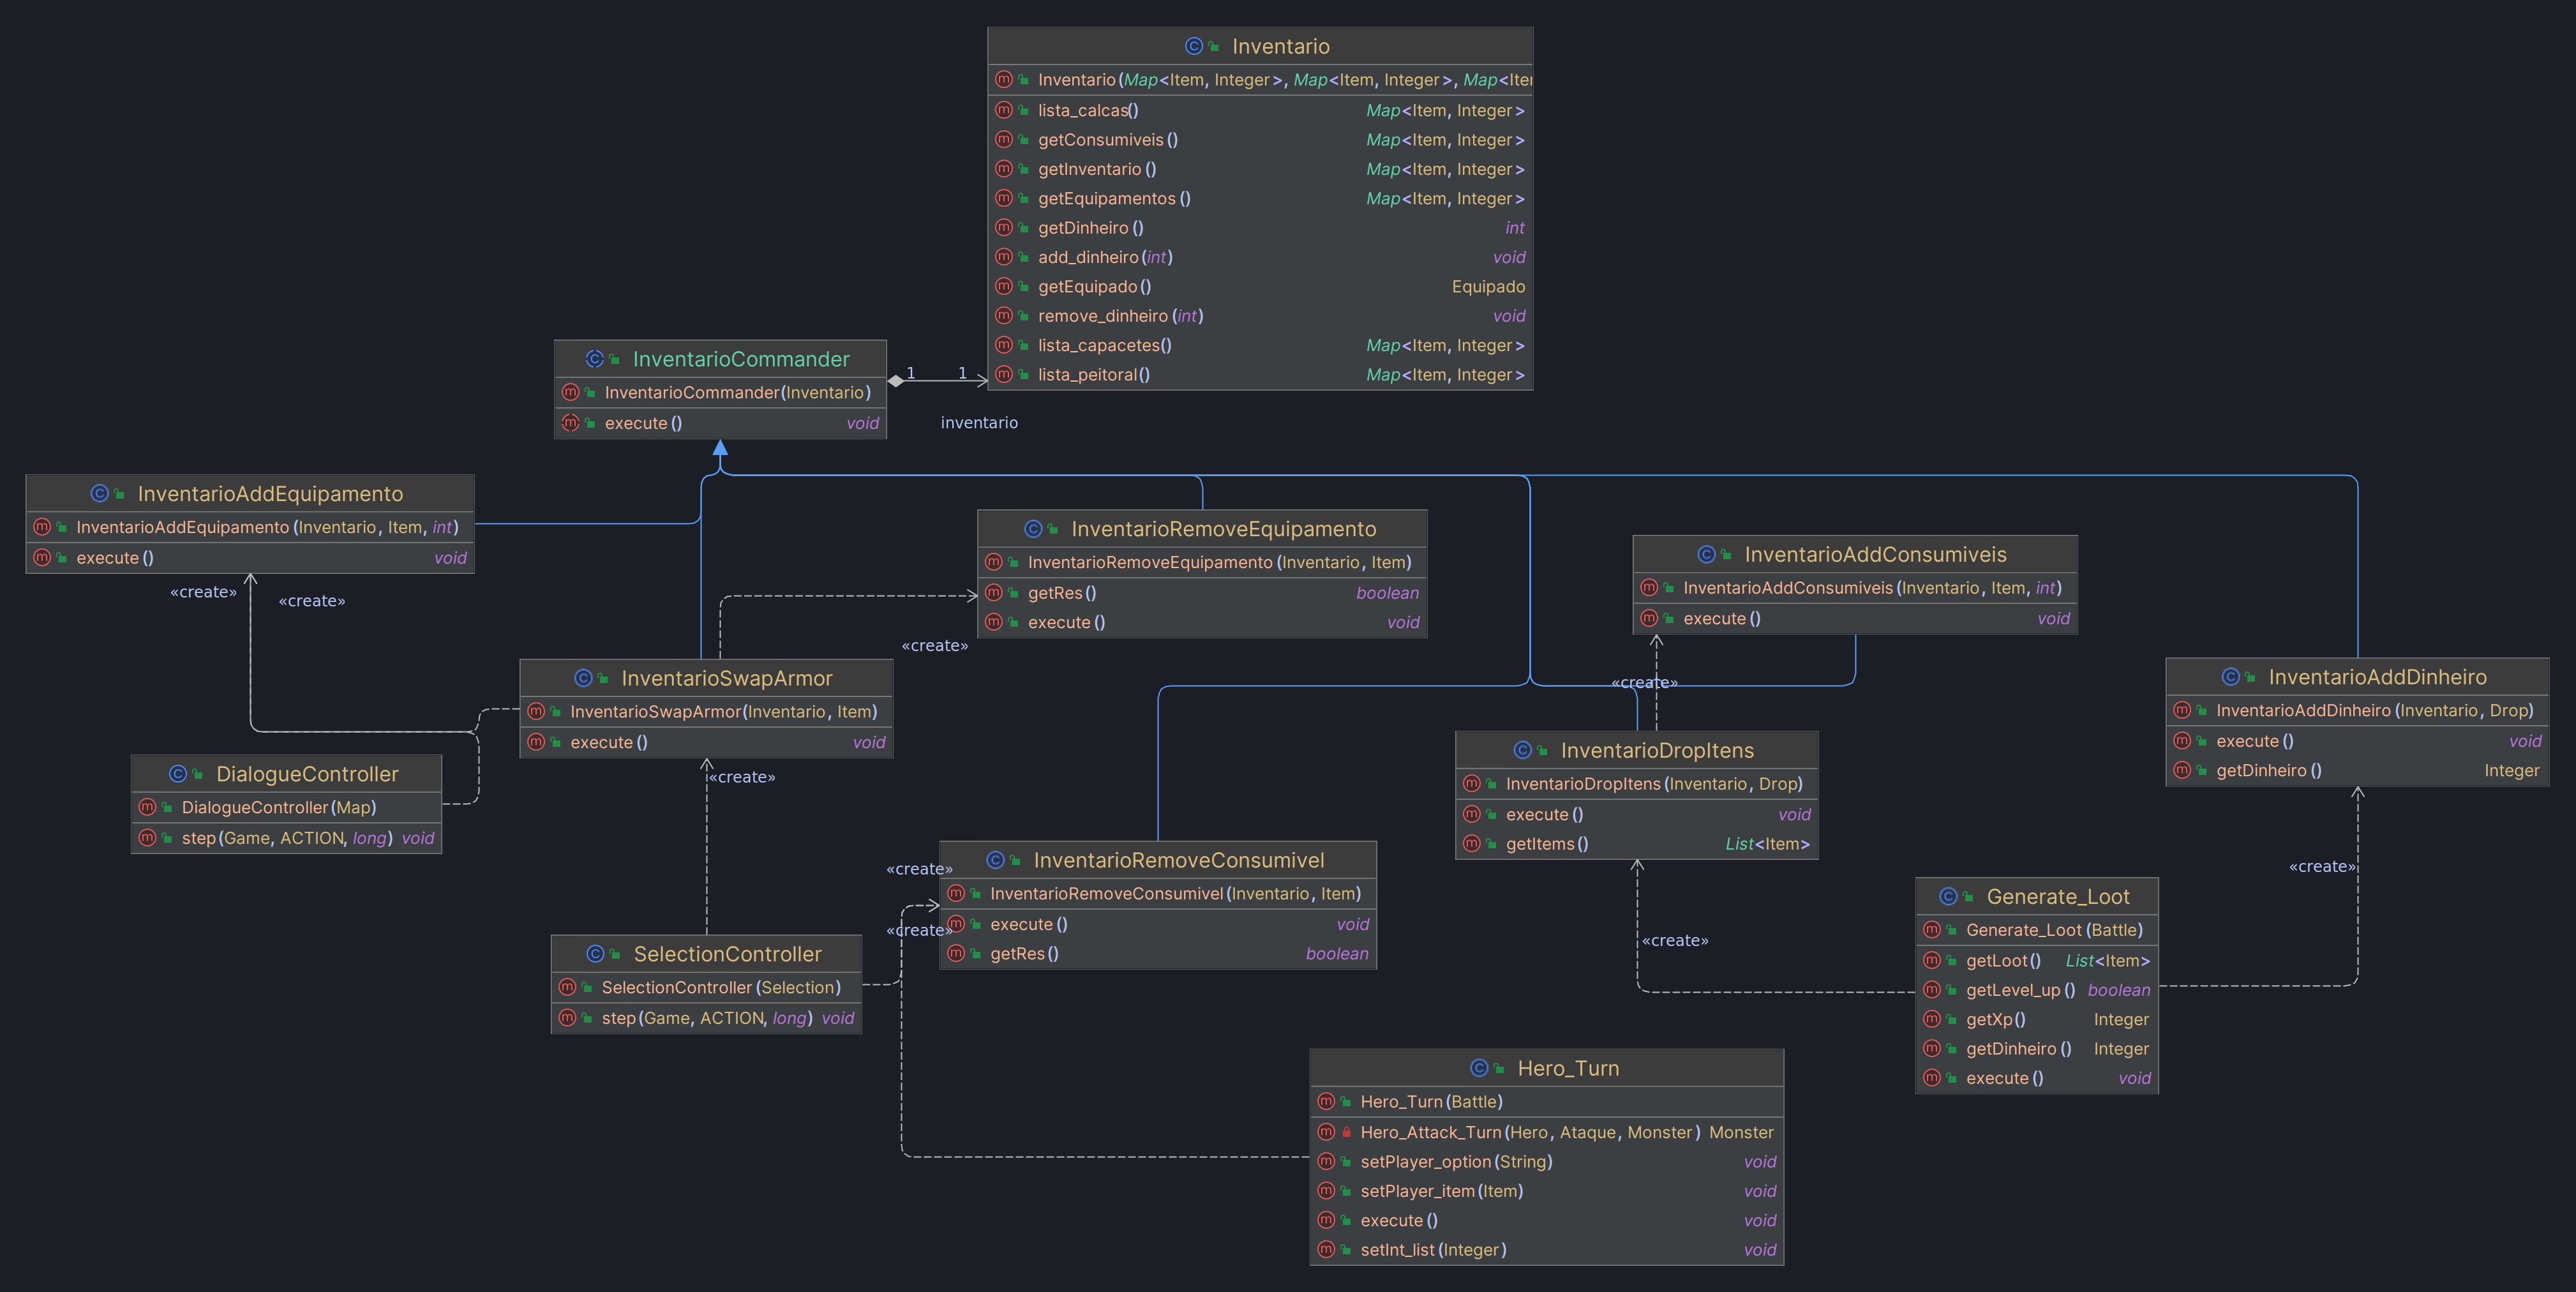 Inventario
Inventario(Map<Item, Integer>, Map<Item, Integer>, Map<Iter
lista_calcas() Map<Item, Integer>
getConsumiveis() Map<Item, Integer>
getInventario() Map<Item, Integer>
getEquipamentos() Map<Item, Integer>
getDinheiro() int
add_dinheiro(int) void
getEquipado() Equipado
remove_dinheiro(int) void
lista_capacetes() Map<Item, Integer>
lista_peitoral() Map<Item, Integer>
InventarioCommander
InventarioCommander(Inventario)
execute() void
1 1
inventario
InventarioAddEquipamento
InventarioAddEquipamento(Inventario, Item, int)
execute() void
«create»
«create»
InventarioRemoveEquipamento
InventarioRemoveEquipamento(Inventario, Item)
getRes() boolean
execute() void
«create»
InventarioAddConsumiveis
InventarioAddConsumiveis(Inventario, Item, int)
execute() void
«create»
InventarioSwapArmor
InventarioSwapArmor(Inventario, Item)
execute() void
«create»
InventarioAddDinheiro
InventarioAddDinheiro(Inventario, Drop)
execute() void
getDinheiro() Integer
«create»
DialogueController
DialogueController(Map)
step(Game, ACTION, long) void
InventarioDropItens
InventarioDropItens(Inventario, Drop)
execute() void
getItems() List<Item>
«create»
InventarioRemoveConsumivel
InventarioRemoveConsumivel(Inventario, Item)
execute() void
getRes() boolean
«create»
«create»
SelectionController
SelectionController(Selection)
step(Game, ACTION, long) void
Generate_Loot
Generate_Loot(Battle)
getLoot() List<Item>
getLevel_up() boolean
getXp() Integer
getDinheiro() Integer
execute() void
Hero_Turn
Hero_Turn(Battle)
Hero_Attack_Turn(Hero, Ataque, Monster) Monster
setPlayer_option(String) void
setPlayer_item(Item) void
execute() void
setInt_list(Integer) void